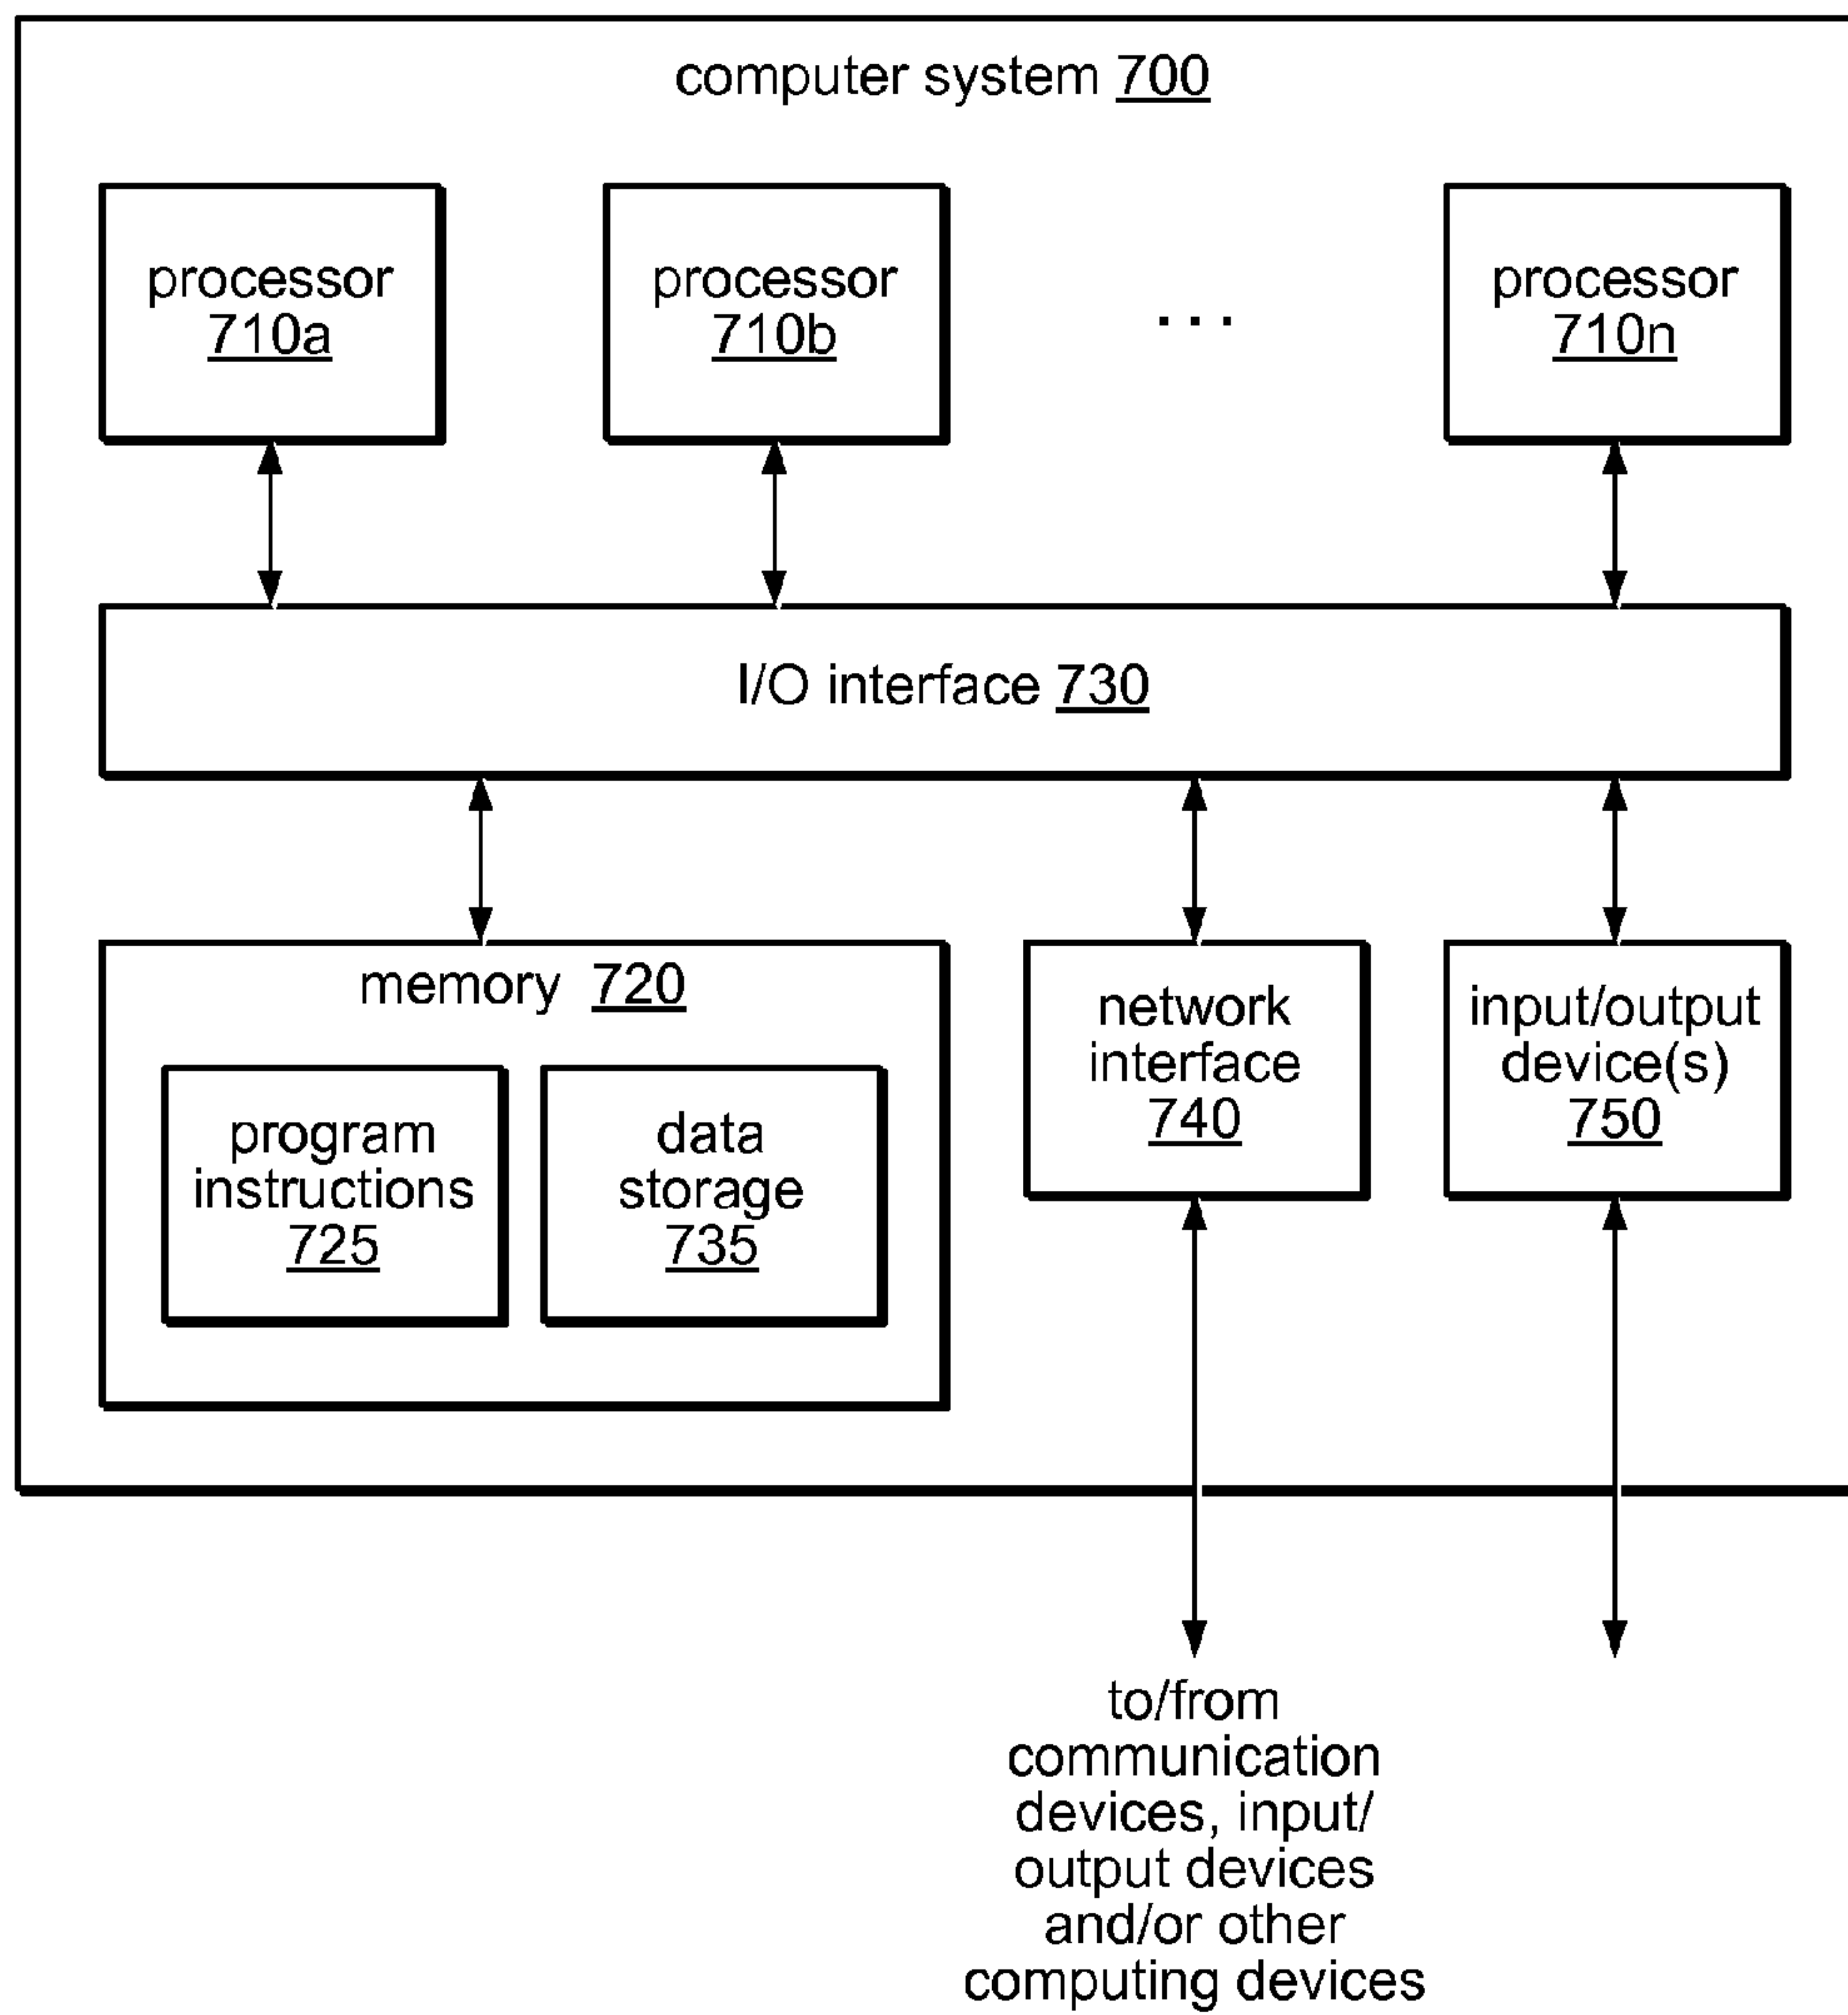 computer system 700
processor
710a
processor
710b
...
processor
710n
I/O interface 730
memory 720
program
instructions
725
data
storage
735
network
interface
740
input/output
device(s)
750
to/from
communication
devices, input/
output devices
and/or other
computing devices